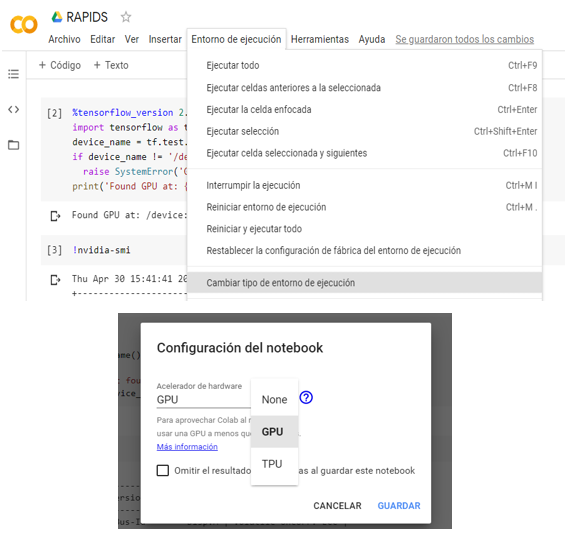 RAPIDS
Archivo Editar Ver Insertar Entorno de ejecución Herramientas Ayuda Se guardaron todos los cambios
+ Código + Texto
Ejecutar todo Ctrl+F9
Ejecutar celdas anteriores a la seleccionada Ctrl+F8
Ejecutar la celda enfocada Ctrl+Enter
Ejecutar selección Ctrl+Shift+Enter
Ejecutar celda seleccionada y siguientes Ctrl+F10
Interrumpir la ejecución Ctrl+M I
Reiniciar entorno de ejecución Ctrl+M .
Reiniciar y ejecutar todo
Restablecer la configuración de fábrica del entorno de ejecución
Cambiar tipo de entorno de ejecución
[2] %tensorflow_version 2.
import tensorflow as t
device_name = tf.test.
if device_name != '/de
raise SystemError('G
print('Found GPU at: {
Found GPU at: /device:
[3] !nvidia-smi
Thu Apr 30 15:41:41 20
+---------------------
Configuración del notebook
Acelerador de hardware
GPU
None
GPU
TPU
Para aprovechar Colab al
usar una GPU a menos que
Más información
Omitir el resultado as al guardar este notebook
CANCELAR GUARDAR